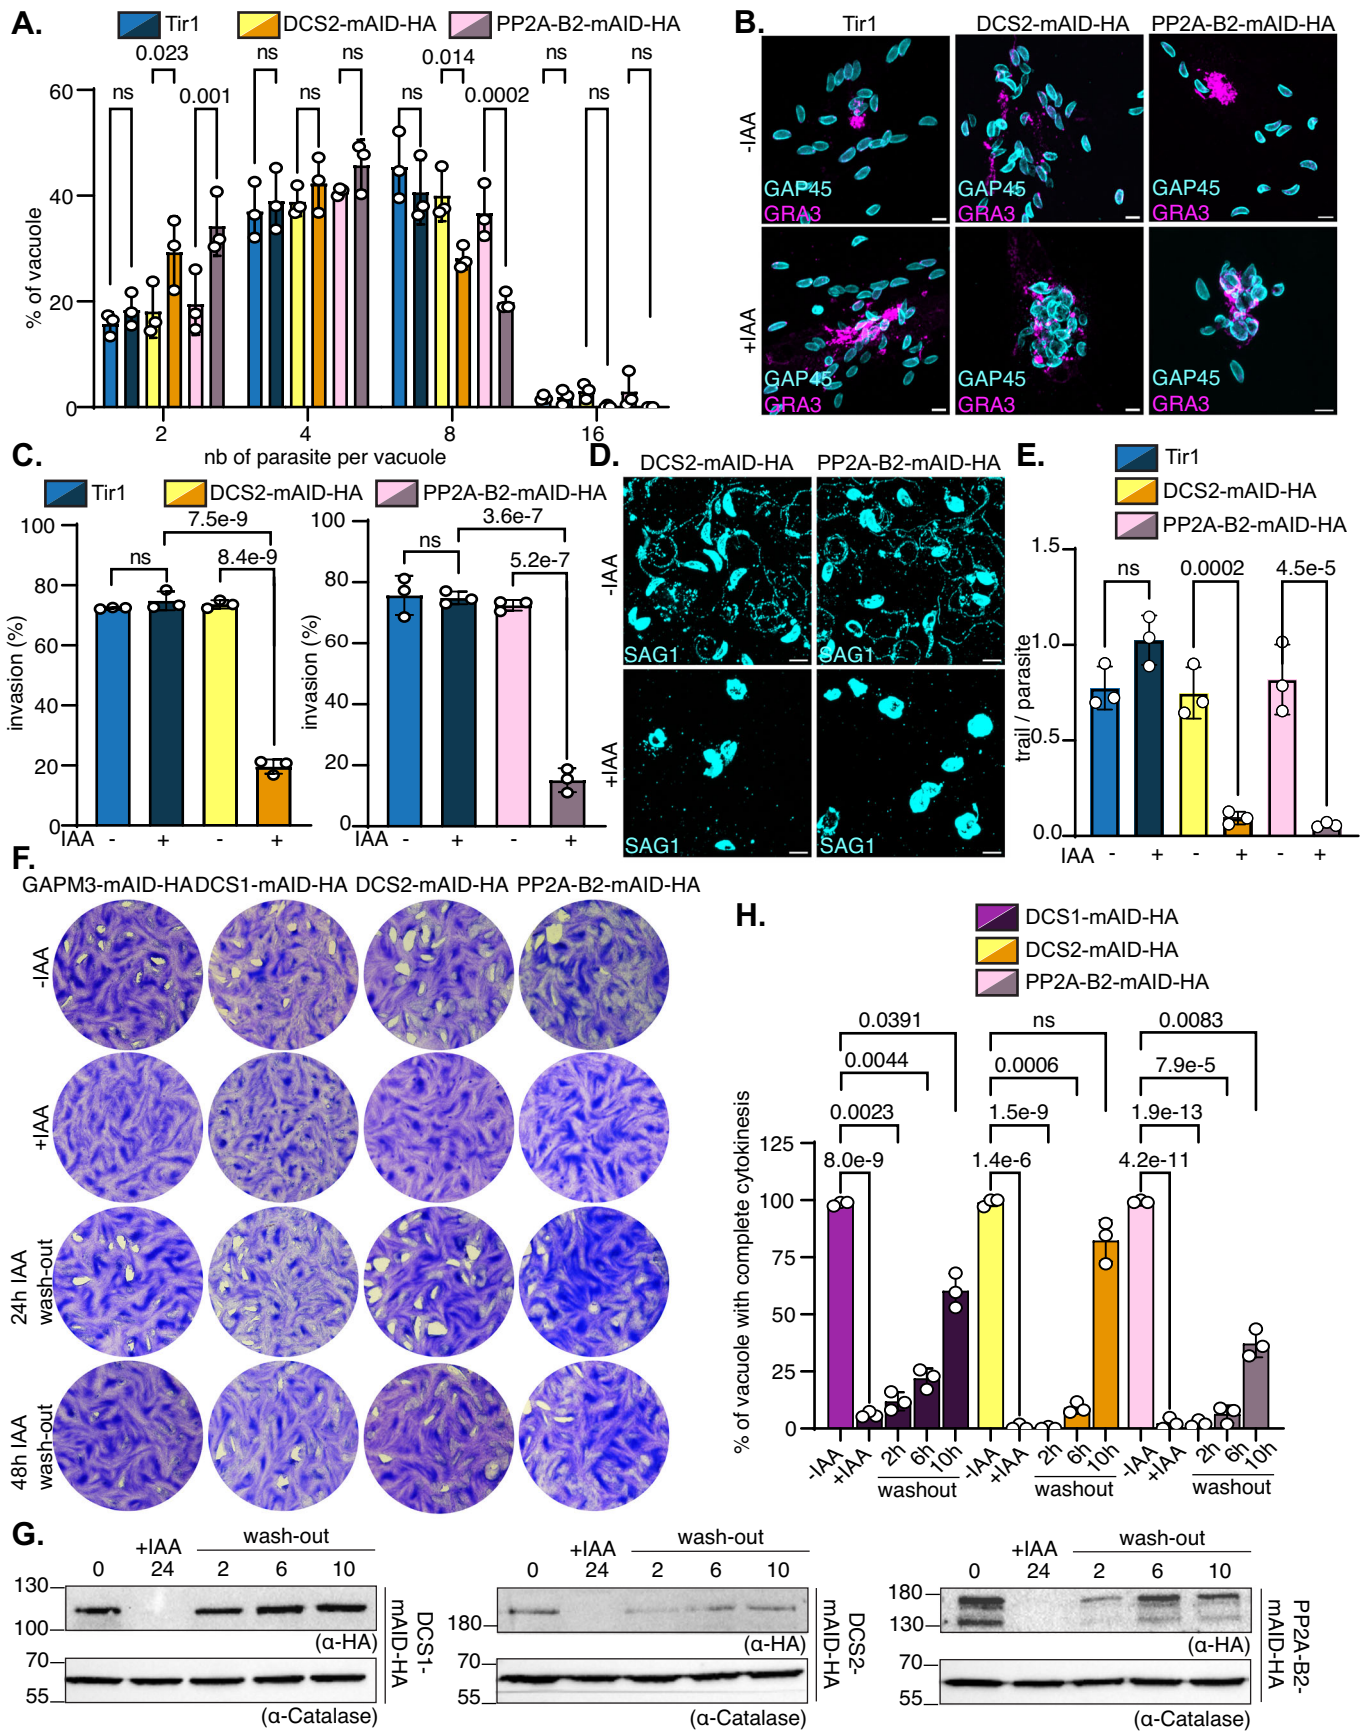 A.
Tir1
DCS2-mAID-HA
PP2A-B2-mAID-HA
ns
0.023
0.001
ns
ns
ns
ns
0.014
0.0002
ns
ns
ns
% of vacuole
60
40
20
0
2
4
8
16
nb of parasite per vacuole
B.
Tir1
DCS2-mAID-HA
PP2A-B2-mAID-HA
-IAA
GAP45
GRA3
GAP45
GRA3
GAP45
GRA3
+IAA
GAP45
GRA3
GAP45
GRA3
GAP45
GRA3
C.
Tir1
DCS2-mAID-HA
PP2A-B2-mAID-HA
invasion (%)
100
80
60
40
20
0
ns
7.5e-9
8.4e-9
IAA - + - +
invasion (%)
100
80
60
40
20
0
ns
3.6e-7
5.2e-7
- + - +
D.
DCS2-mAID-HA
PP2A-B2-mAID-HA
-IAA
SAG1
SAG1
+IAA
SAG1
SAG1
E.
Tir1
DCS2-mAID-HA
PP2A-B2-mAID-HA
trail / parasite
1.5
1.0
0.5
0.0
ns
0.0002
4.5e-5
IAA - + - + - +
F.
GAPM3-mAID-HA
DCS1-mAID-HA
DCS2-mAID-HA
PP2A-B2-mAID-HA
-IAA
+IAA
24h IAA
wash-out
48h IAA
wash-out
H.
DCS1-mAID-HA
DCS2-mAID-HA
PP2A-B2-mAID-HA
% of vacuole with complete cytokinesis
125
100
75
50
25
0
0.0391
0.0044
0.0023
8.0e-9
ns
0.0006
1.5e-9
1.4e-6
0.0083
7.9e-5
1.9e-13
4.2e-11
-IAA
+IAA
2h
6h
10h
washout
-IAA
+IAA
2h
6h
10h
washout
-IAA
+IAA
2h
6h
10h
washout
G.
+IAA
wash-out
0 24 2 6 10
130
100
(α-HA)
70
55
(α-Catalase)
DCS1-
mAID-HA
+IAA
wash-out
0 24 2 6 10
180
(α-HA)
70
55
(α-Catalase)
DCS2-
mAID-HA
+IAA
wash-out
0 24 2 6 10
180
130
(α-HA)
70
55
(α-Catalase)
PP2A-B2-
mAID-HA